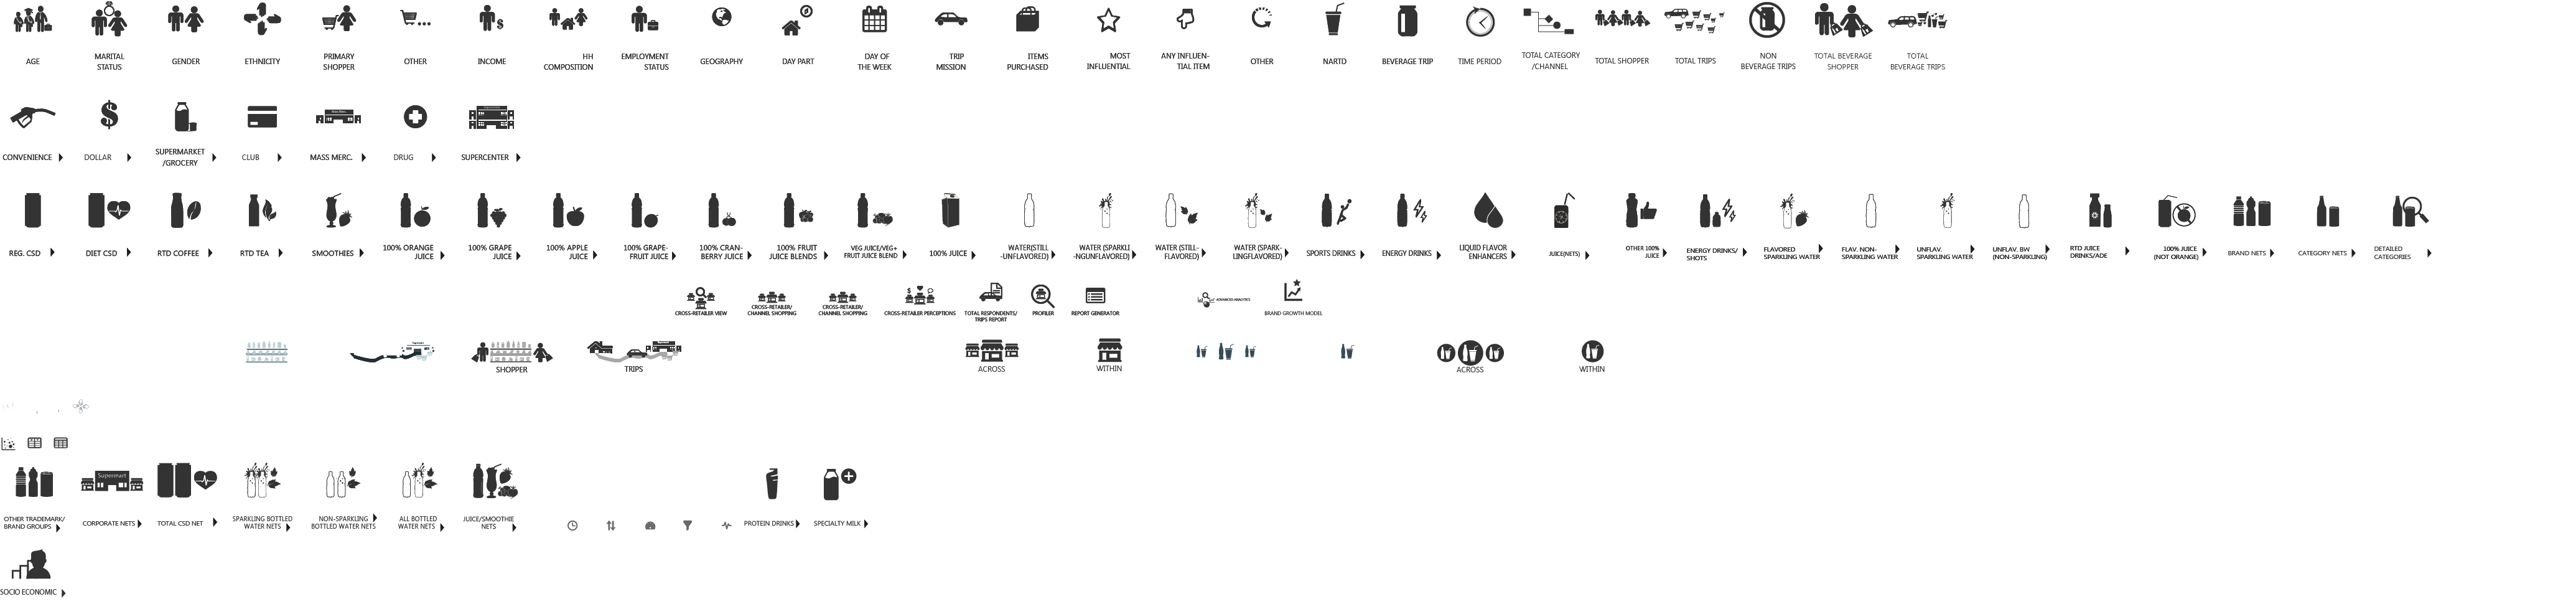 AGE
MARITAL
STATUS
GENDER
ETHNICITY
PRIMARY
SHOPPER
OTHER
INCOME
HH
COMPOSITION
EMPLOYMENT
STATUS
GEOGRAPHY
DAY PART
DAY OF
THE WEEK
TRIP
MISSION
ITEMS
PURCHASED
MOST
INFLUENTIAL
ANY INFLUEN-
TIAL ITEM
OTHER
NARTD
BEVERAGE TRIP
TIME PERIOD
TOTAL CATEGORY
/CHANNEL
TOTAL SHOPPER
TOTAL TRIPS
NON
BEVERAGE TRIPS
TOTAL BEVERAGE
SHOPPER
TOTAL
BEVERAGE TRIPS
CONVENIENCE
DOLLAR
SUPERMARKET
/GROCERY
CLUB
MASS MERC.
DRUG
SUPERCENTER
REG. CSD
DIET CSD
RTD COFFEE
RTD TEA
SMOOTHIES
100% ORANGE
JUICE
100% GRAPE
JUICE
100% APPLE
JUICE
100% GRAPE-
FRUIT JUICE
100% CRAN-
BERRY JUICE
100% FRUIT
JUICE BLENDS
VEG JUICE/VEG+
FRUIT JUICE BLEND
100% JUICE
WATER(STILL
-UNFLAVORED)
WATER (SPARKLI
-NGUNFLAVORED)
WATER (STILL-
FLAVORED)
WATER (SPARK-
LINGFLAVORED)
SPORTS DRINKS
ENERGY DRINKS
LIQUID FLAVOR
ENHANCERS
JUICE(NETS)
OTHER 100%
JUICE
ENERGY DRINKS/
SHOTS
FLAVORED
SPARKLING WATER
FLAV. NON-
SPARKLING WATER
UNFLAV.
SPARKLING WATER
UNFLAV. BW
(NON-SPARKLING)
RTD JUICE
DRINKS/ADE
100% JUICE
(NOT ORANGE)
BRAND NETS
CATEGORY NETS
DETAILED
CATEGORIES
CROSS-RETAILER VIEW
CROSS-RETAILER/
CHANNEL SHOPPING
CROSS-RETAILER/
CHANNEL SHOPPING
CROSS-RETAILER PERCEPTIONS
TOTAL RESPONDENTS/
TRIPS REPORT
PROFILER
REPORT GENERATOR
ADVANCED ANALYTICS
BRAND GROWTH MODEL
SHOPPER
TRIPS
ACROSS
WITHIN
ACROSS
WITHIN
Supermart
OTHER TRADEMARK/
BRAND GROUPS
CORPORATE NETS
TOTAL CSD NET
SPARKLING BOTTLED
WATER NETS
NON-SPARKLING
BOTTLED WATER NETS
ALL BOTTLED
WATER NETS
JUICE/SMOOTHIE
NETS
PROTEIN DRINKS
SPECIALTY MILK
SOCIO ECONOMIC